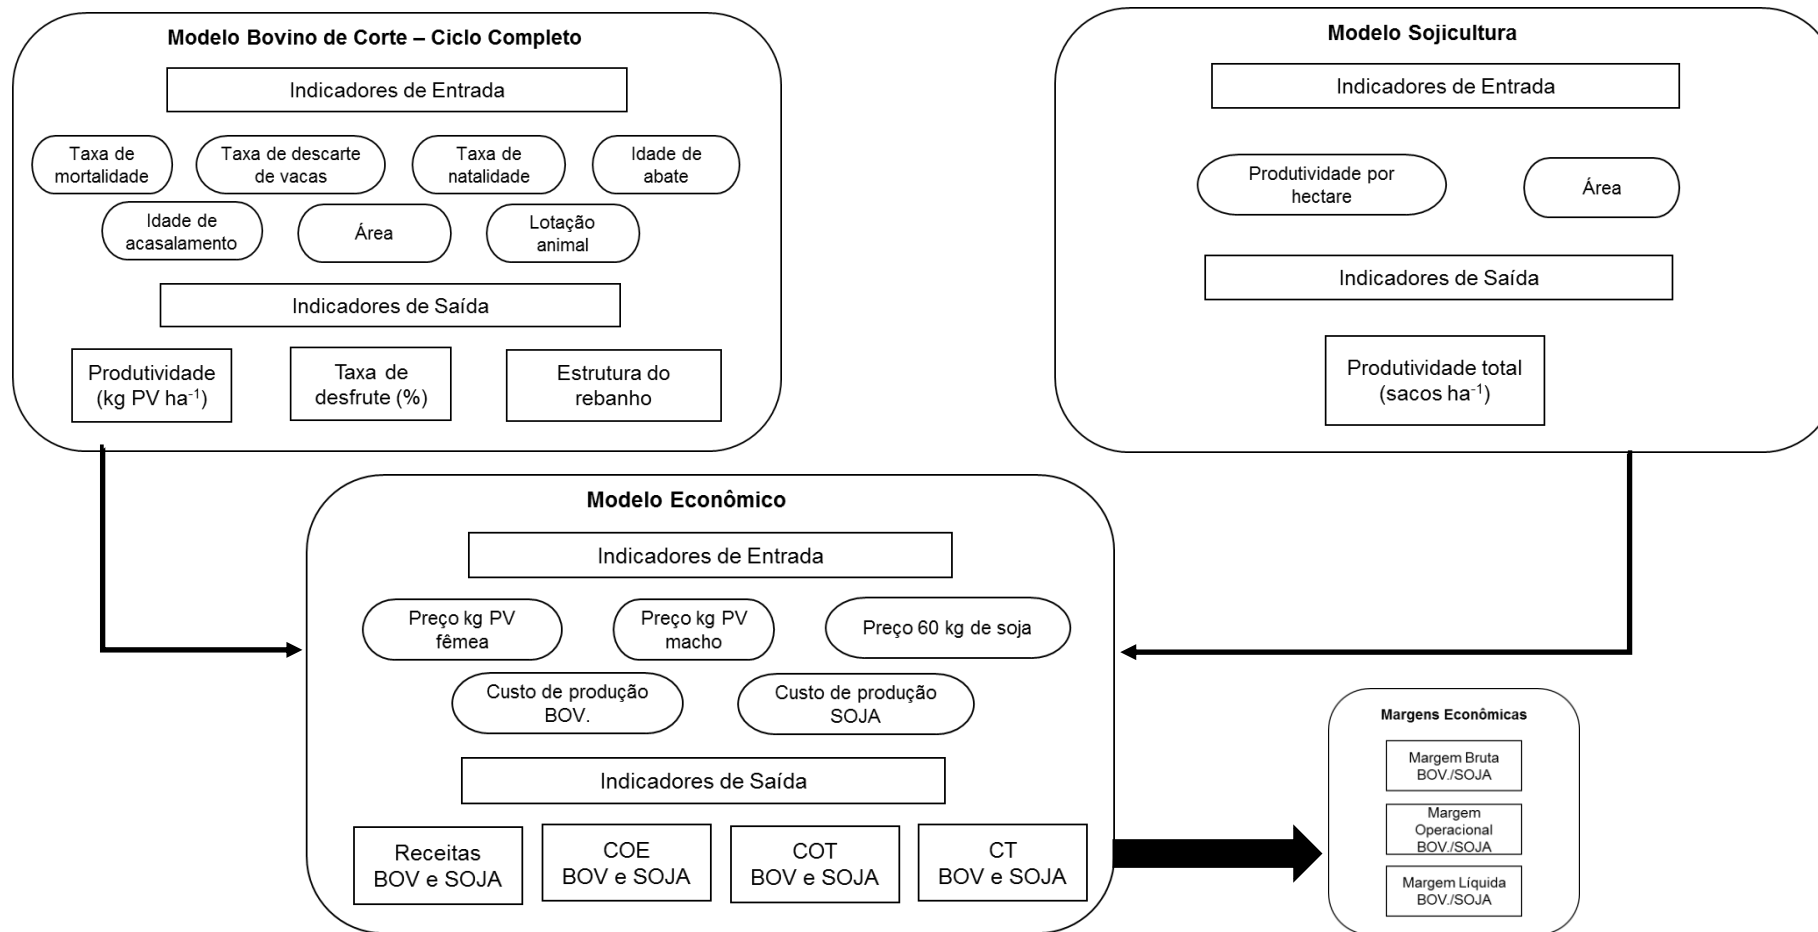 Modelo Bovino de Corte – Ciclo Completo
Indicadores de Entrada
Taxa de
mortalidade
Taxa de descarte
de vacas
Taxa de
natalidade
Idade de
abate
Idade de
acasalamento
Área
Lotação
animal
Indicadores de Saída
Produtividade
(kg PV ha⁻¹)
Taxa de
desfrute (%)
Estrutura do
rebanho
Modelo Sojicultura
Indicadores de Entrada
Produtividade por
hectare
Área
Indicadores de Saída
Produtividade total
(sacos ha⁻¹)
Modelo Econômico
Indicadores de Entrada
Preço kg PV
fêmea
Preço kg PV
macho
Preço 60 kg de soja
Custo de produção
BOV.
Custo de produção
SOJA
Indicadores de Saída
Receitas
BOV e SOJA
COE
BOV e SOJA
COT
BOV e SOJA
CT
BOV e SOJA
Margens Econômicas
Margem Bruta
BOV./SOJA
Margem
Operacional
BOV./SOJA
Margem Líquida
BOV./SOJA